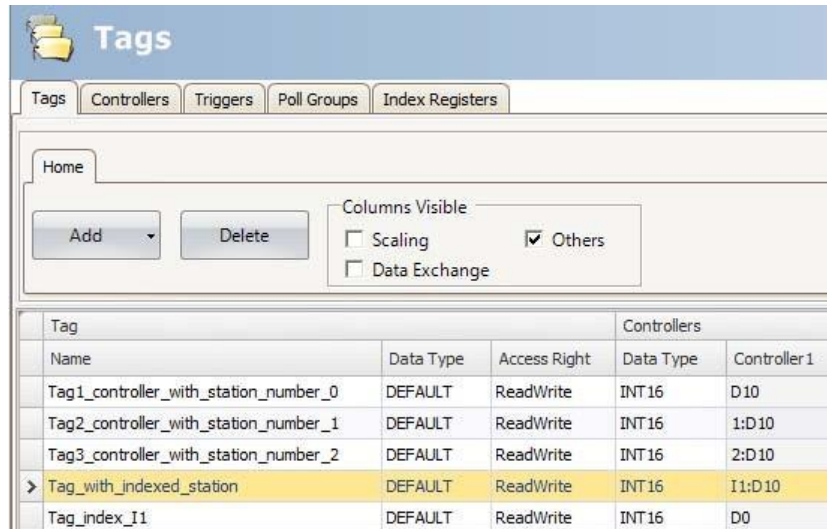 Tags
Tags Controllers Triggers Poll Groups Index Registers
Home
Add Delete
Columns Visible
Scaling Others
Data Exchange
Tag Controllers
Name Data Type Access Right Data Type Controller1
Tag1_controller_with_station_number_0 DEFAULT ReadWrite INT16 D10
Tag2_controller_with_station_number_1 DEFAULT ReadWrite INT16 1:D10
Tag3_controller_with_station_number_2 DEFAULT ReadWrite INT16 2:D10
Tag_with_indexed_station DEFAULT ReadWrite INT16 I1:D10
Tag_index_I1 DEFAULT ReadWrite INT16 D0